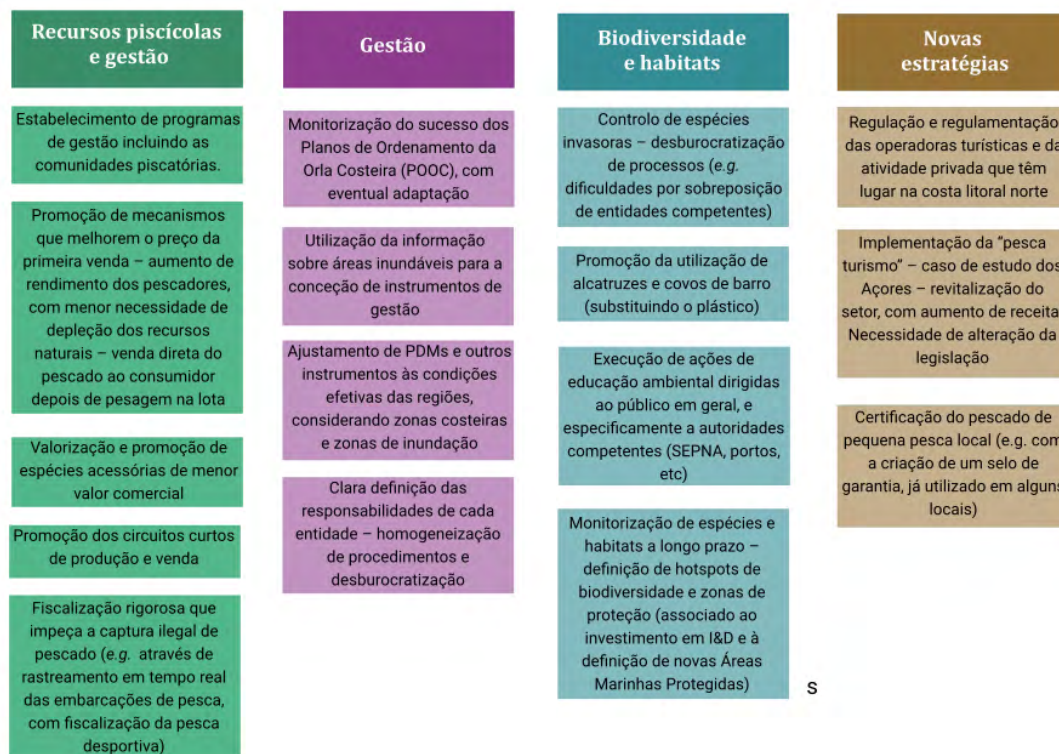 Recursos piscícolas
e gestão
Estabelecimento de programas
de gestão incluindo as
comunidades piscatórias.
Promoção de mecanismos
que melhorem o preço da
primeira venda – aumento de
rendimento dos pescadores,
com menor necessidade de
depleção dos recursos
naturais – venda direta do
pescado ao consumidor
depois de pesagem na lota
Valorização e promoção de
espécies acessórias de menor
valor comercial
Promoção dos circuitos curtos
de produção e venda
Fiscalização rigorosa que
impeça a captura ilegal de
pescado (e.g. através de
rastreamento em tempo real
das embarcações de pesca,
com fiscalização da pesca
desportiva)
Gestão
Monitorização do sucesso dos
Planos de Ordenamento da
Orla Costeira (POOC), com
eventual adaptação
Utilização da informação
sobre áreas inundáveis para a
conceção de instrumentos de
gestão
Ajustamento de PDMs e outros
instrumentos às condições
efetivas das regiões,
considerando zonas costeiras
e zonas de inundação
Clara definição das
responsabilidades de cada
entidade – homogeneização
de procedimentos e
desburocratização
Biodiversidade
e habitats
Controlo de espécies
invasoras – desburocratização
de processos (e.g.
dificuldades por sobreposição
de entidades competentes)
Promoção da utilização de
alcatruzes e covos de barro
(substituindo o plástico)
Execução de ações de
educação ambiental dirigidas
ao público em geral, e
especificamente a autoridades
competentes (SEPNA, portos,
etc)
Monitorização de espécies e
habitats a longo prazo –
definição de hotspots de
biodiversidade e zonas de
proteção (associado ao
investimento em I&D e à
definição de novas Áreas
Marinhas Protegidas)
Novas
estratégias
Regulação e regulamentação
das operadoras turísticas e da
atividade privada que têm
lugar na costa litoral norte
Implementação da “pesca
turismo” – caso de estudo dos
Açores – revitalização do
setor, com aumento de receita
Necessidade de alteração da
legislação
Certificação do pescado de
pequena pesca local (e.g. com
a criação de um selo de
garantia, já utilizado em alguns
locais)
s